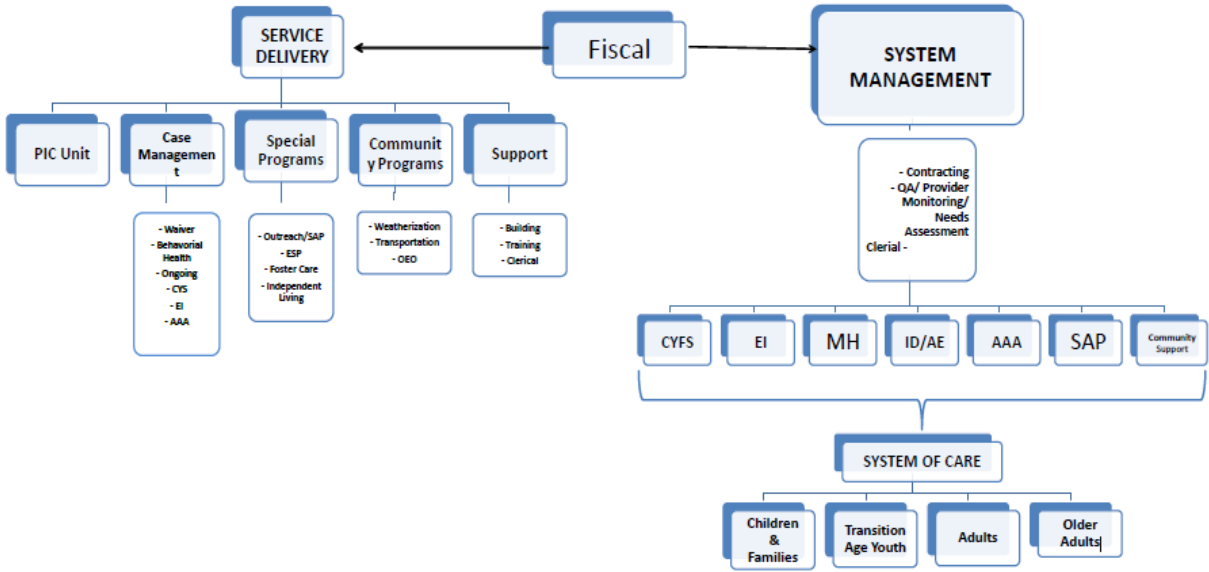 SERVICE
DELIVERY
Fiscal
SYSTEM
MANAGEMENT
PIC Unit
Case
Managemen
t
Special
Programs
Communit
y Programs
Support
- Waiver
- Behavorial
Health
- Ongoing
- CYS
- EI
- AAA
- Outreach/SAP
- ESP
- Foster Care
- Independent
Living
- Weatherization
- Transportation
- OEO
- Building
- Training
- Clerical
- Contracting
- QA/ Provider
Monitoring/
Needs
Assessment
Clerial -
CYFS
EI
MH
ID/AE
AAA
SAP
Community
Support
SYSTEM OF CARE
Children
&
Families
Transition
Age Youth
Adults
Older
Adults